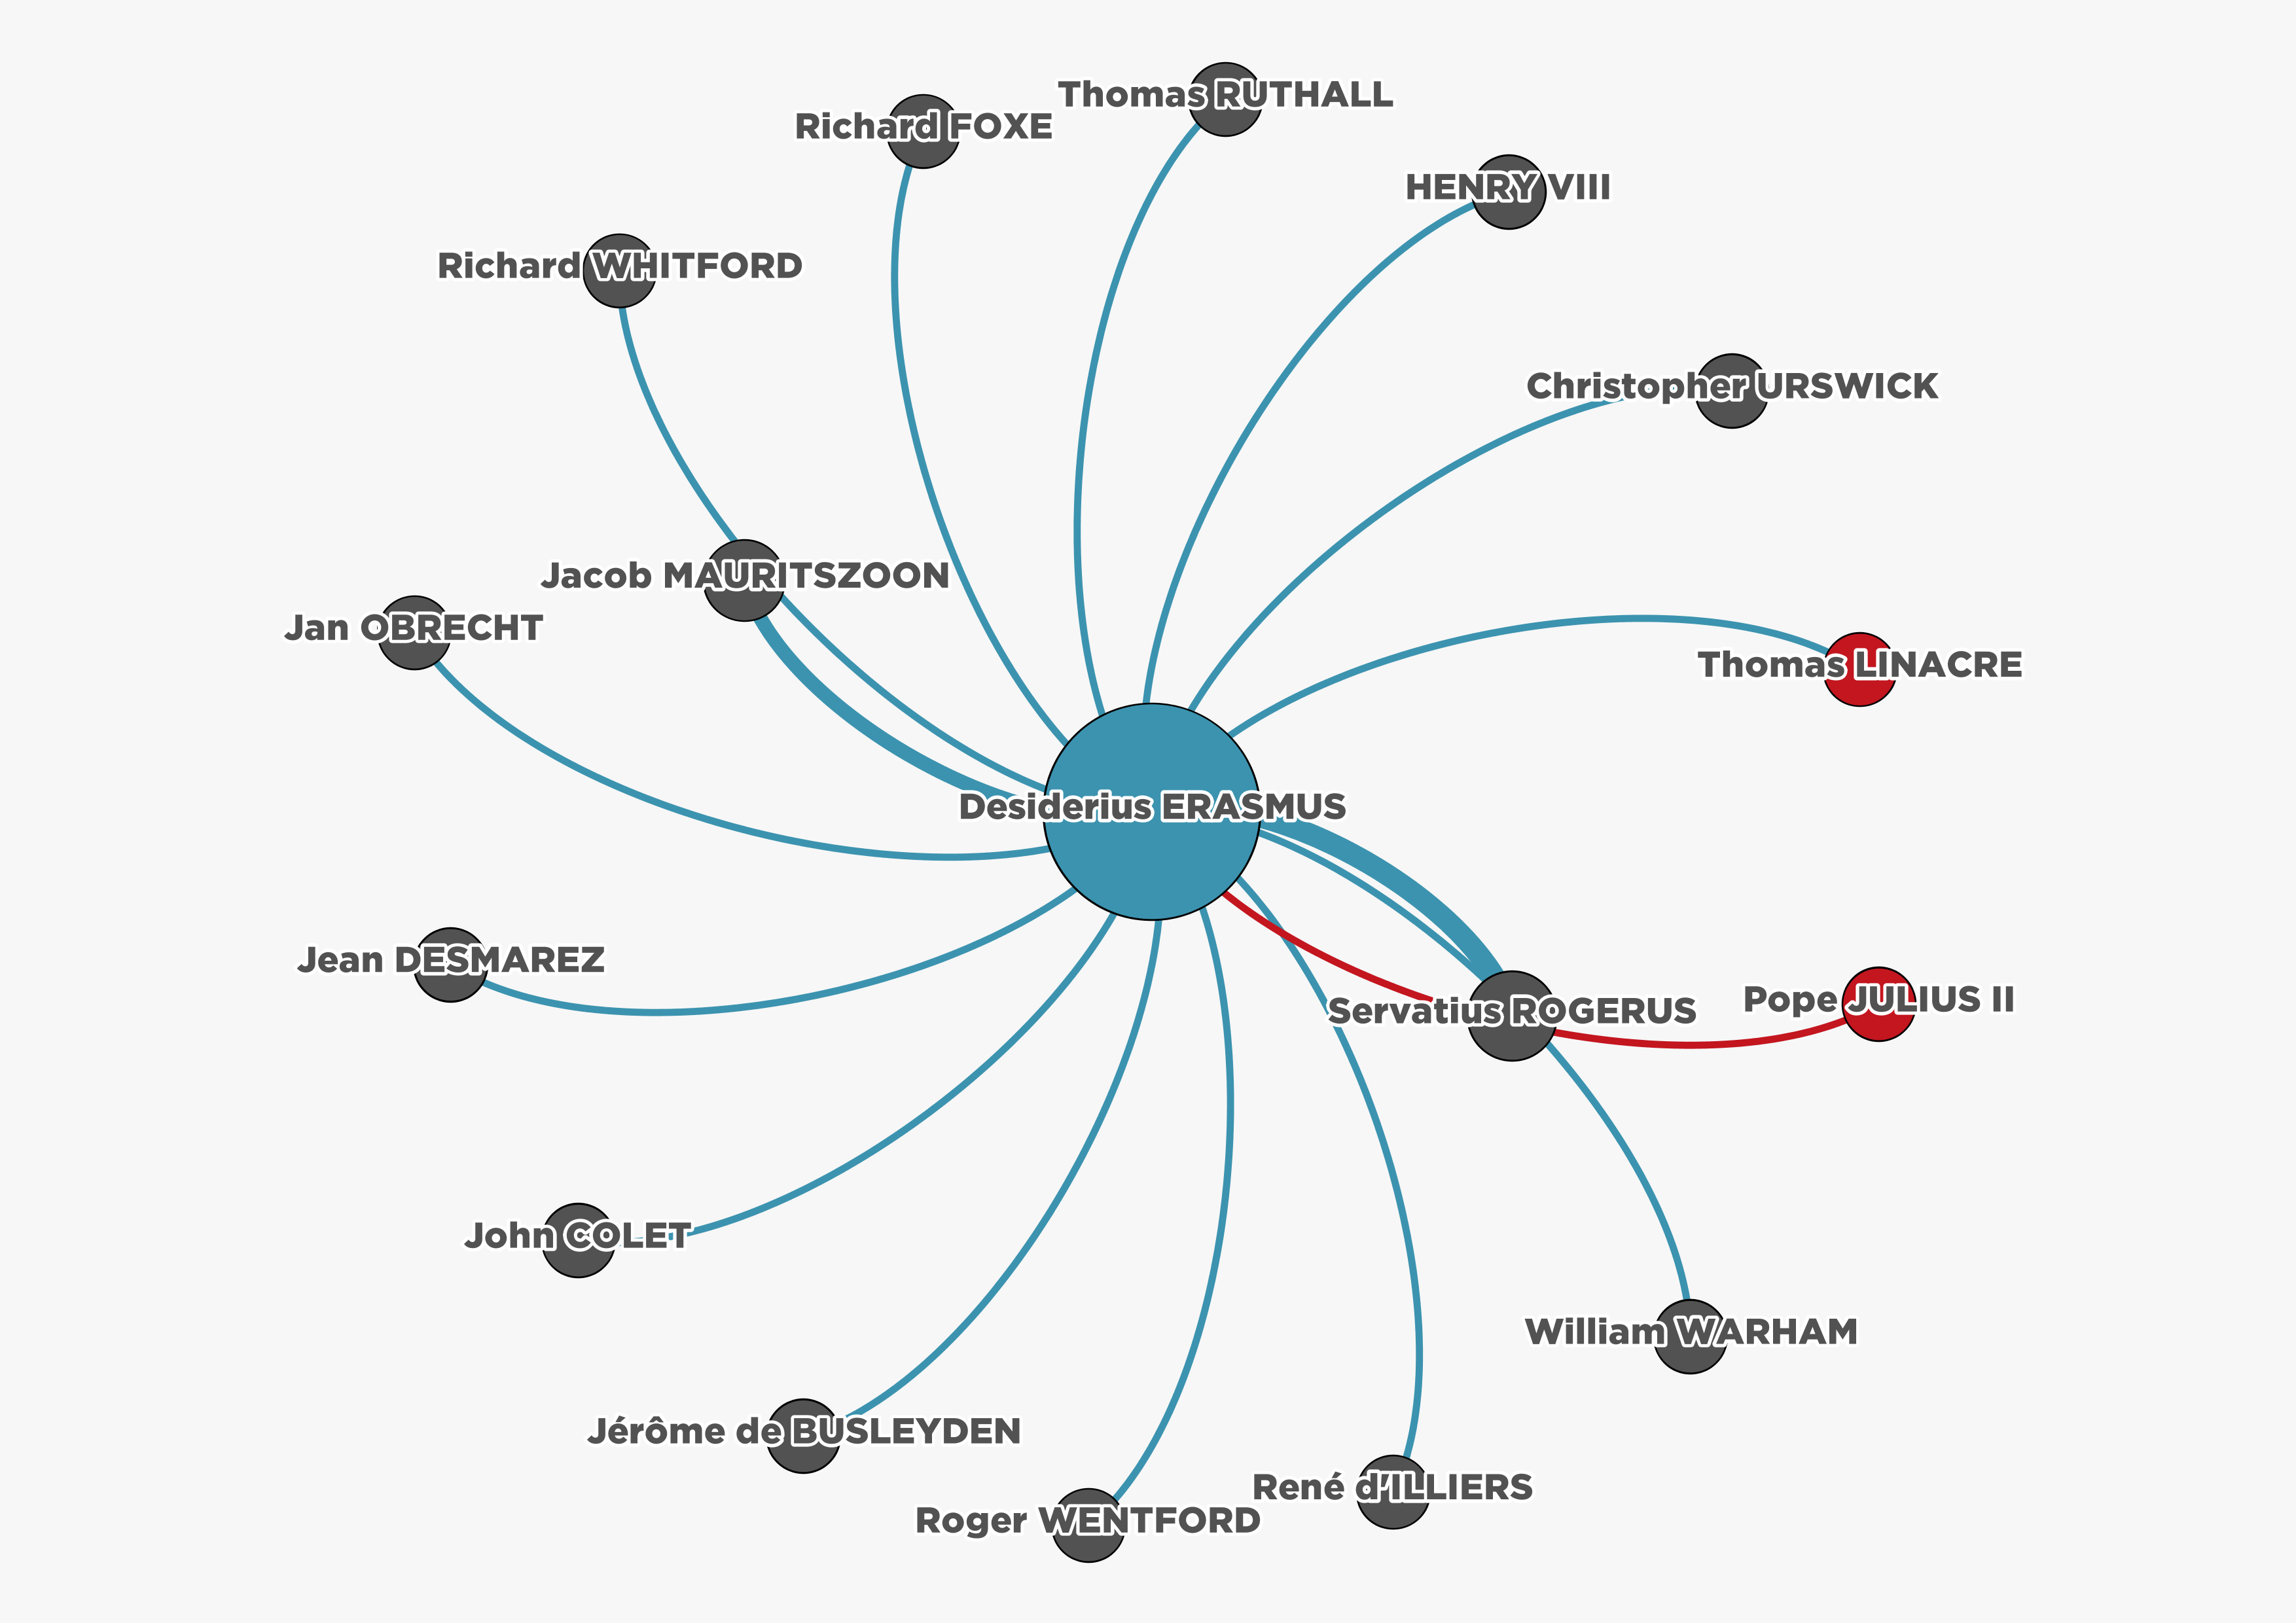 Thomas RUTHALL
Richard FOXE
HENRY VIII
Richard WHITFORD
Christopher URSWICK
Jacob MAURITSZOON
Jan OBRECHT
Thomas LINACRE
Desiderius ERASMUS
Jean DESMAREZ
Servatius ROGERUS
Pope JULIUS II
John COLET
William WARHAM
Jérôme de BUSLEYDEN
René d'ILLIERS
Roger WENTFORD